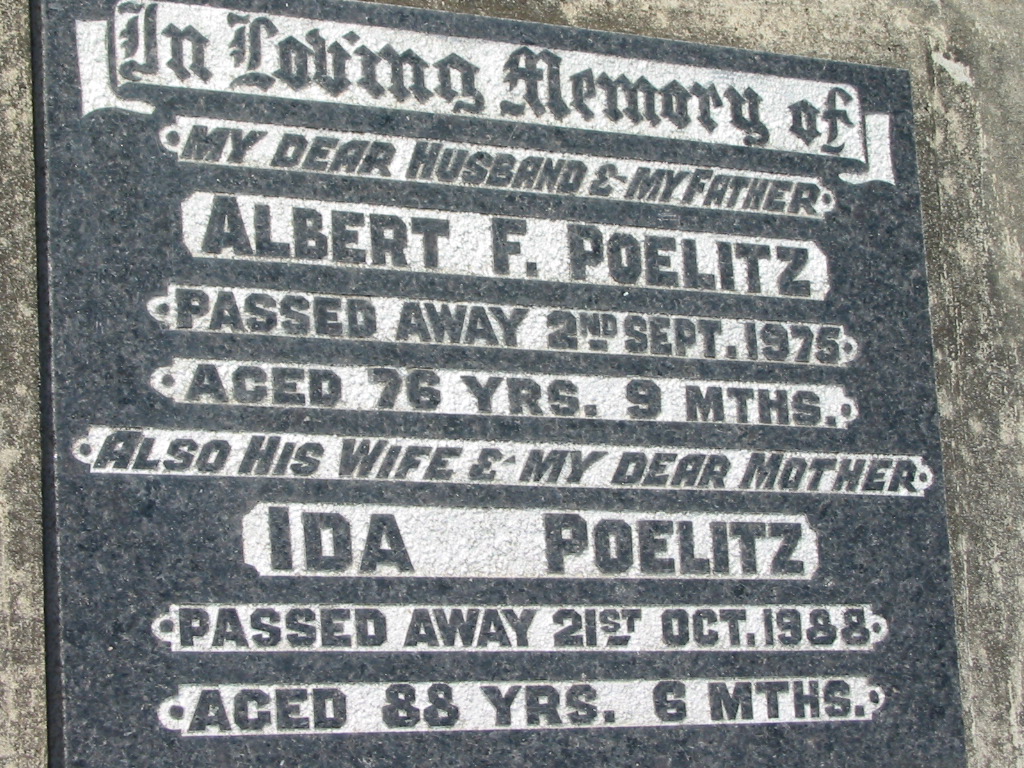 In Loving Memory of
MY DEAR HUSBAND & MY FATHER
ALBERT F. POELITZ
PASSED AWAY 2ND SEPT. 1975
AGED 76 YRS. 9 MTHS.
ALSO HIS WIFE & MY DEAR MOTHER
IDA POELITZ
PASSED AWAY 21ST OCT. 1988
AGED 88 YRS. 6 MTHS.